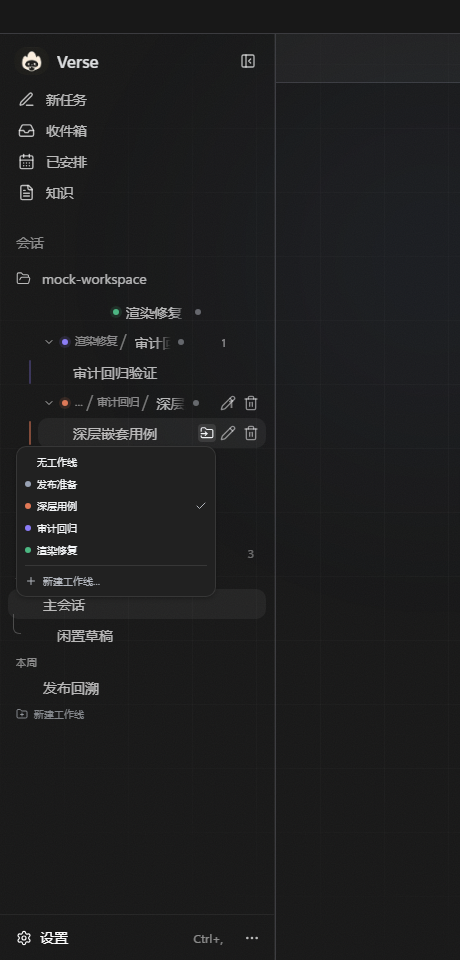 Verse
新任务
收件箱
已安排
知识
会话
mock-workspace
渲染修复
渲染修复 / 审计 1
审计回归验证
... / 审计回归 / 深层
深层嵌套用例
无工作线
发布准备
深层用例
审计回归
渲染修复
3
+ 新建工作线...
主会话
闲置草稿
本周
发布回溯
新建工作线
设置 Ctrl+, ...